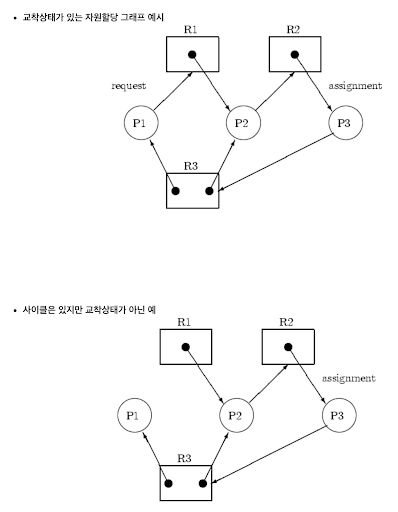 교착상태가 있는 자원할당 그래프 예시
R1 R2
request assignment
P1 P2 P3
R3
사이클은 있지만 교착상태가 아닌 예
R1 R2
assignment
P1 P2 P3
R3